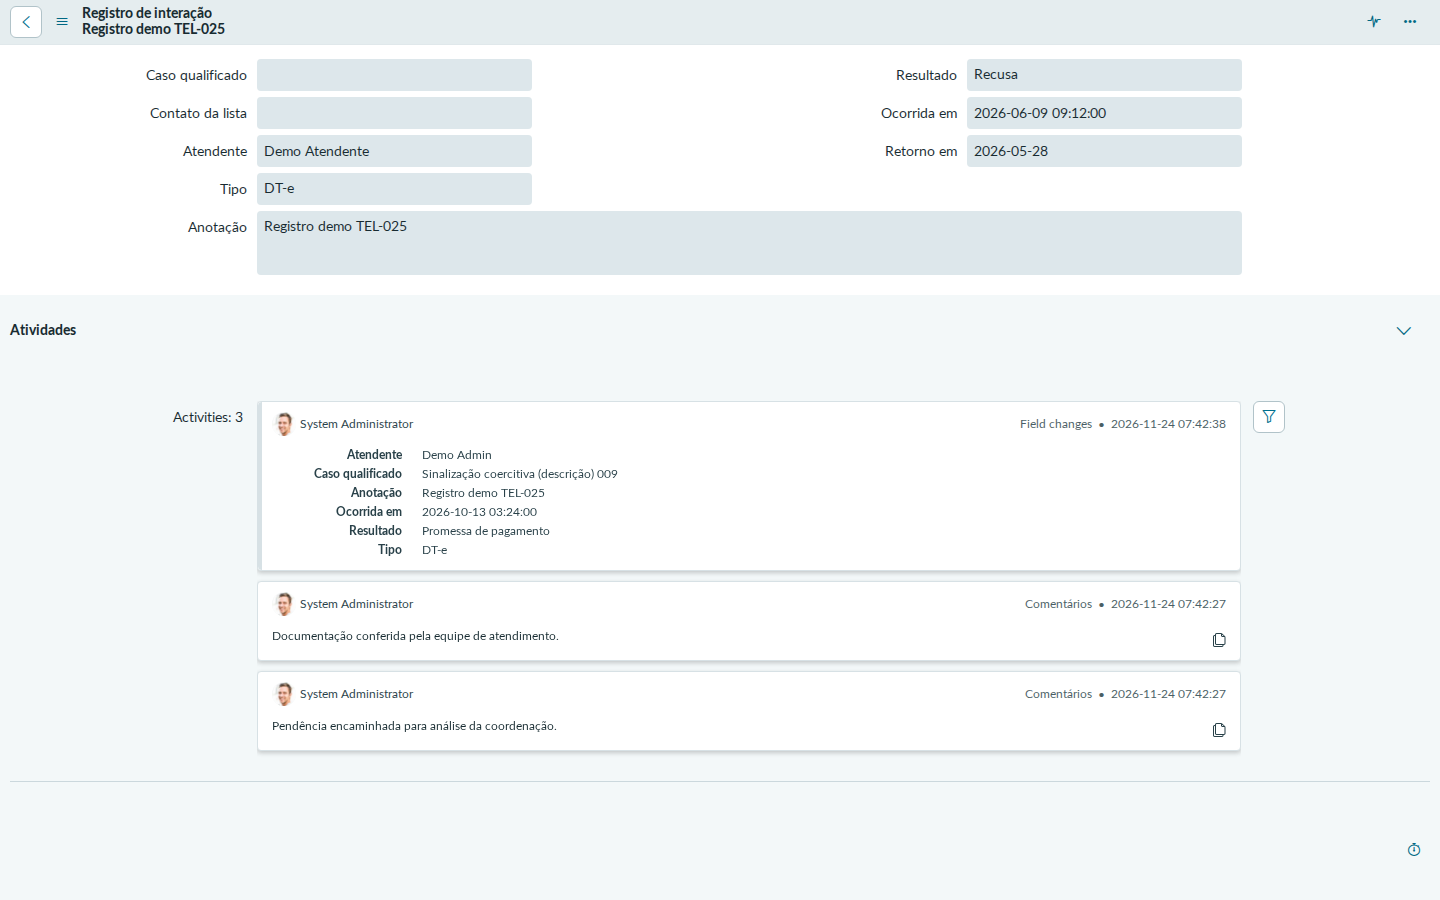 Registro de interação
Registro demo TEL-025
Caso qualificado
Contato da lista
Atendente Demo Atendente
Tipo DT-e
Resultado Recusa
Ocorrida em 2026-06-09 09:12:00
Retorno em 2026-05-28
Anotação Registro demo TEL-025
Atividades
Activities: 3
System Administrator Field changes • 2026-11-24 07:42:38
Atendente Demo Admin
Caso qualificado Sinalização coercitiva (descrição) 009
Anotação Registro demo TEL-025
Ocorrida em 2026-10-13 03:24:00
Resultado Promessa de pagamento
Tipo DT-e
System Administrator Comentários • 2026-11-24 07:42:27
Documentação conferida pela equipe de atendimento.
System Administrator Comentários • 2026-11-24 07:42:27
Pendência encaminhada para análise da coordenação.